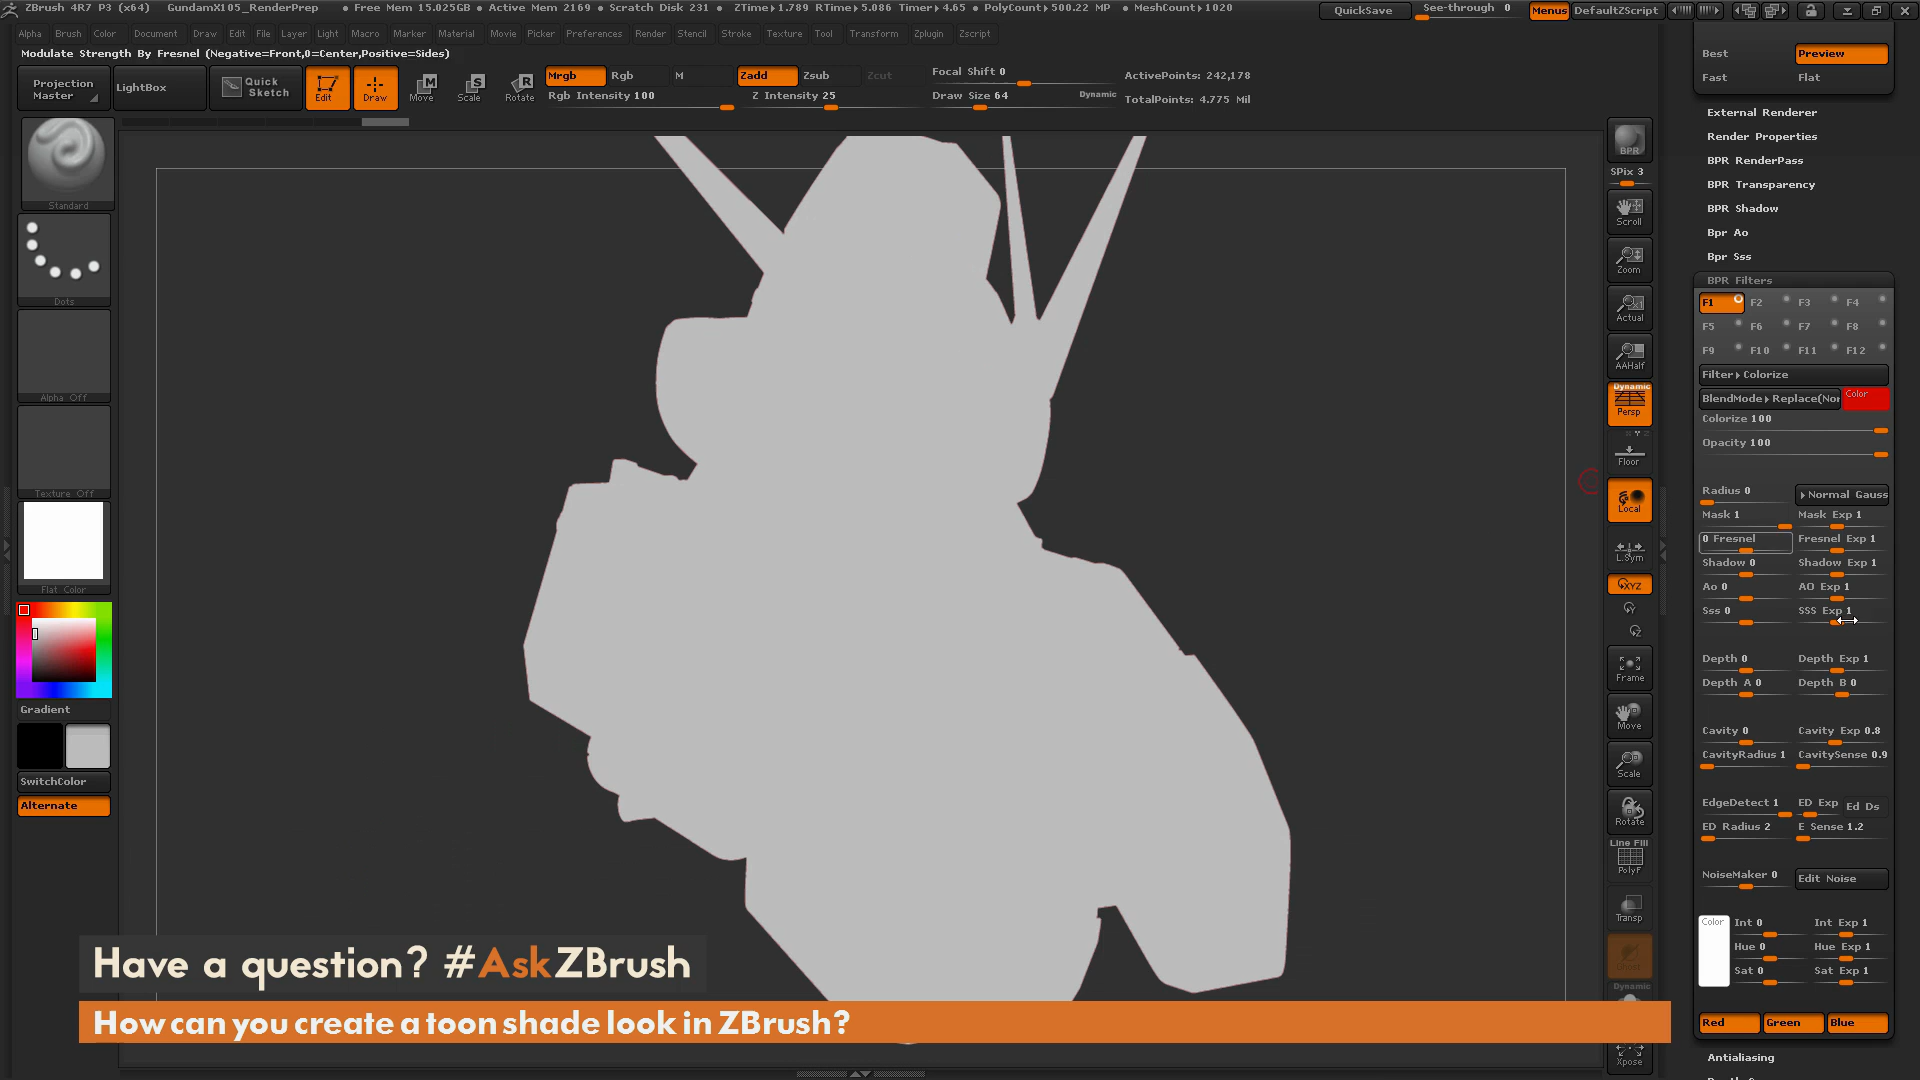 ZBrush 4R7 P3 (x64) GundamX105_RenderPrep • Free Mem 15.025GB • Active Mem 2169 • Scratch Disk 231 • ZTime▸1.789 RTime▸5.086 Timer▸4.65 • PolyCount▸500.22 MP • MeshCount▸1020 QuickSave See-through 0 Menus DefaultZScript
Alpha Brush Color Document Draw Edit File Layer Light Macro Marker Material Movie Picker Preferences Render Stencil Stroke Texture Tool Transform Zplugin Zscript
Modulate Strength By Fresnel (Negative=Front,0=Center,Positive=Sides)
Projection Master
LightBox
Quick Sketch
Edit
Draw
Move
Scale
Rotate
Mrgb Rgb M
Rgb Intensity 100
Zadd Zsub Zcut
Z Intensity 25
Focal Shift 0
Draw Size 64 Dynamic
ActivePoints: 242,178
TotalPoints: 4.775 Mil
Standard
Dots
Alpha Off
Texture Off
Flat Color
Gradient
SwitchColor
Alternate
BPR
SPix 3
Scroll
Zoom
Actual
AAHalf
Dynamic
Persp
Floor
Local
L.Sym
XYZ
Y
Z
Frame
Move
Scale
Rotate
Line Fill
PolyF
Transp
Dynamic
Xpose
Best Preview
Fast Flat
External Renderer
Render Properties
BPR RenderPass
BPR Transparency
BPR Shadow
Bpr Ao
Bpr Sss
BPR Filters
F1 F2 F3 F4
F5 F6 F7 F8
F9 F10 F11 F12
Filter▸Colorize
BlendMode▸Replace(Nor Color
Colorize 100
Opacity 100
Radius 0 ▸Normal Gauss
Mask 1 Mask Exp 1
0 Fresnel Fresnel Exp 1
Shadow 0 Shadow Exp 1
Ao 0 AO Exp 1
Sss 0 SSS Exp 1
Depth 0 Depth Exp 1
Depth A 0 Depth B 0
Cavity 0 Cavity Exp 0.8
CavityRadius 1 CavitySense 0.9
EdgeDetect 1 ED Exp Ed Ds
ED Radius 2 E Sense 1.2
NoiseMaker 0 Edit Noise
Color Int 0 Int Exp 1
Hue 0 Hue Exp 1
Sat 0 Sat Exp 1
Red Green Blue
Antialiasing
Have a question? #AskZBrush
How can you create a toon shade look in ZBrush?